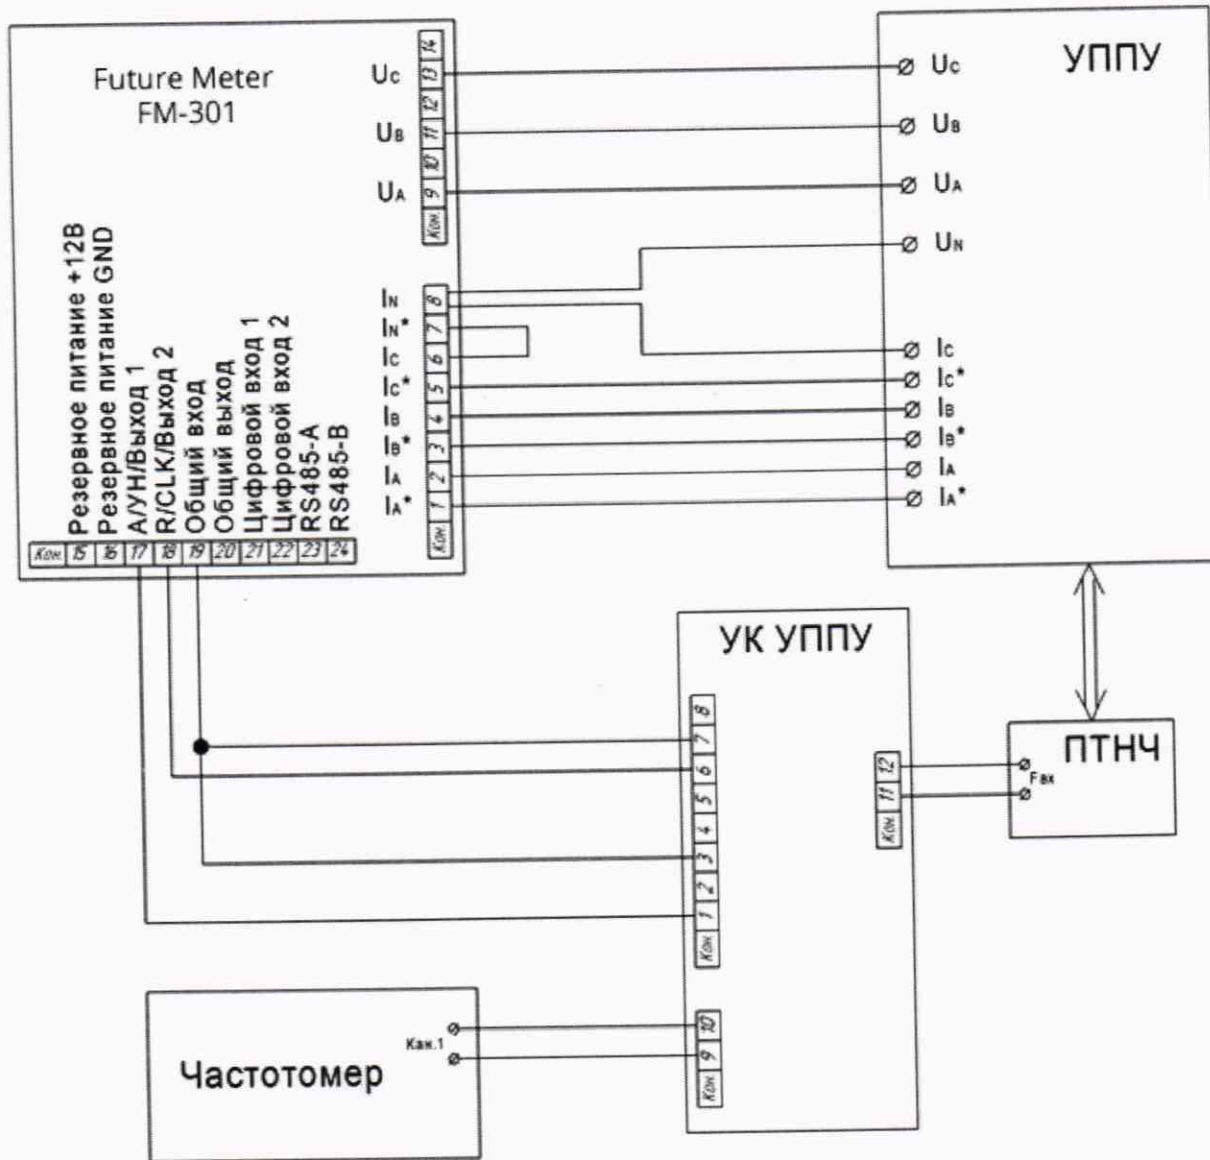 Future Meter
FM-301
UC
UB
UA
14
13
12
11
10
9
Кон.
IN
IN*
IC
IC*
IB
IB*
IA
IA*
8
7
6
5
4
3
2
1
Кон.
Резервное питание +12В
Резервное питание GND
А/УН/Выход 1
R/CLK/Выход 2
Общий вход
Общий выход
Цифровой вход 1
Цифровой вход 2
RS485-A
RS485-B
Кон. 15 16 17 18 19 20 21 22 23 24
УППУ
UC
UB
UA
UN
IC
IC*
IB
IB*
IA
IA*
УК УППУ
8
7
6
5
4
3
2
1
Кон.
10
9
Кон.
12
11
Кон.
ПТНЧ
Fвх
Частотомер
Кан.1